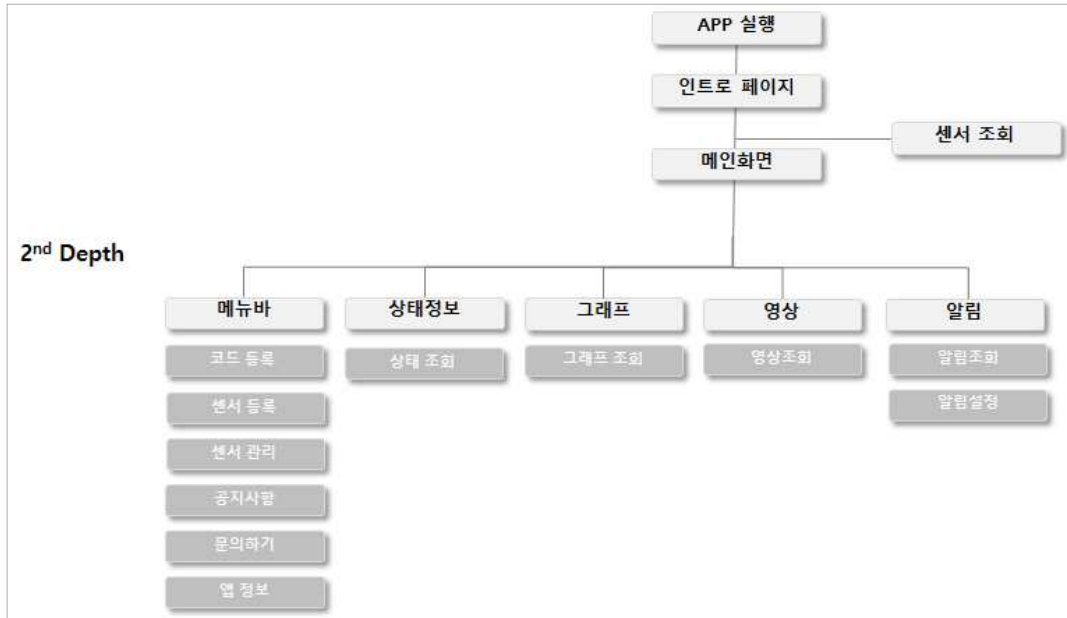 APP 실행
인트로 페이지
센서 조회
메인화면
2nd Depth
메뉴바
상태정보
그래프
영상
알림
코드 등록
상태 조회
그래프 조회
영상조회
알림조회
센서 등록
알림설정
센서 관리
공지사항
문의하기
앱 정보